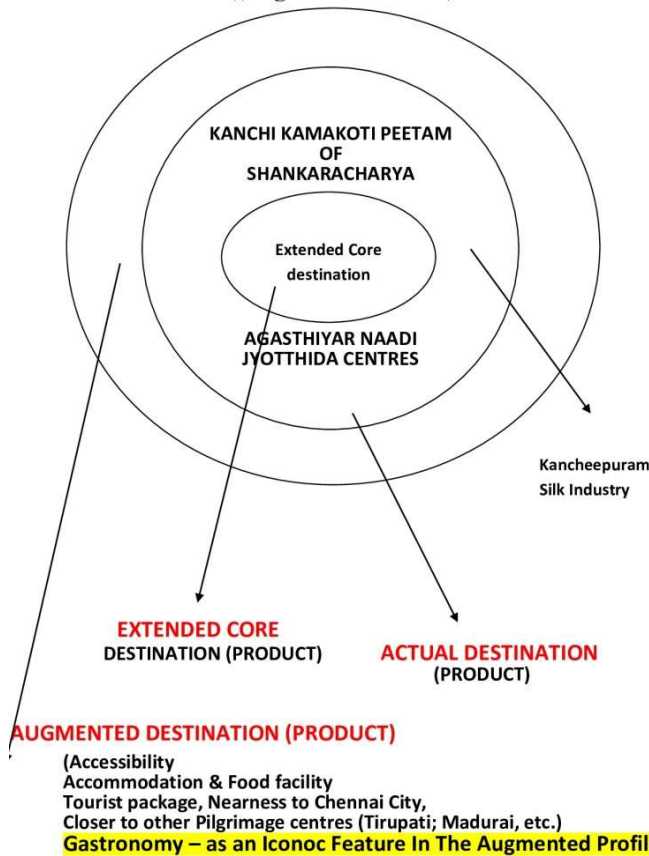 KANCHI KAMAKOTI PEETAM
OF
SHANKARACHARYA
Extended Core
destination
AGASTHIYAR NAADI
JYOTTHIDA CENTRES
Kancheepuram
Silk Industry
EXTENDED CORE
DESTINATION (PRODUCT)
ACTUAL DESTINATION
(PRODUCT)
AUGMENTED DESTINATION (PRODUCT)
(Accessibility
Accommodation & Food facility
Tourist package, Nearness to Chennai City,
Closer to other Pilgrimage centres (Tirupati; Madurai, etc.)
Gastronomy – as an Iconoc Feature In The Augmented Profil